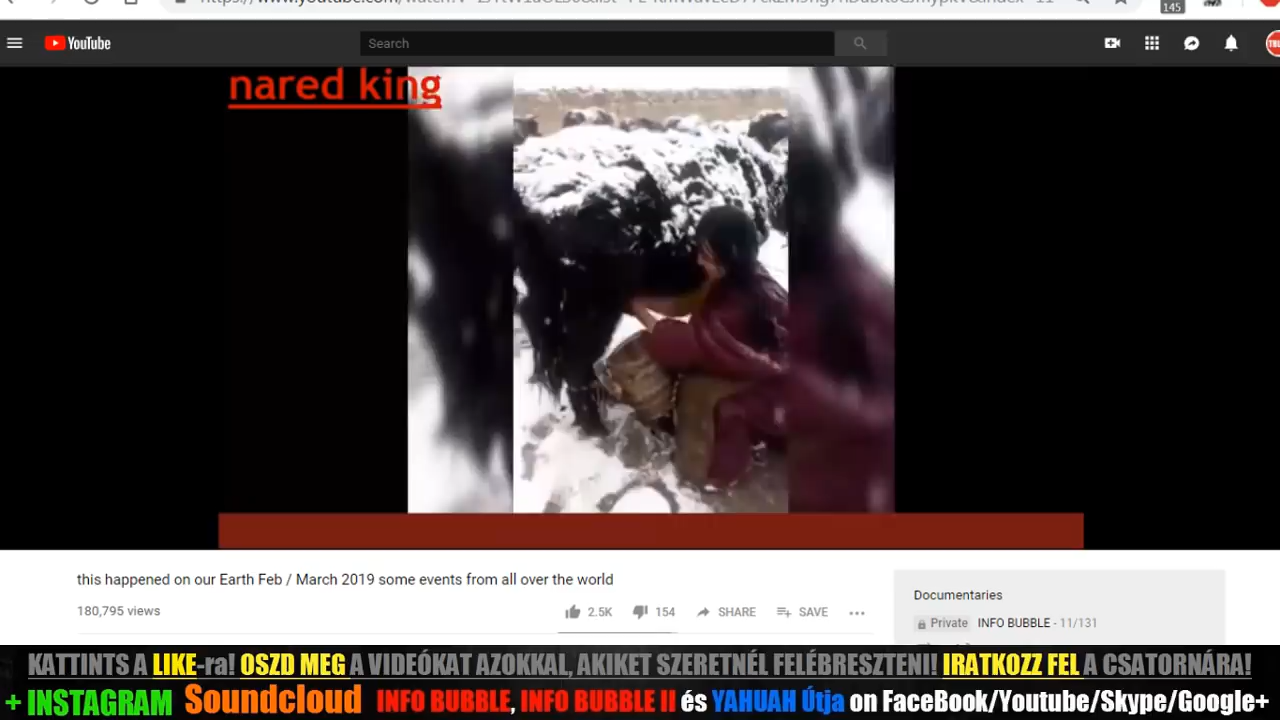 145
YouTube
Search
nared king
this happened on our Earth Feb / March 2019 some events from all over the world
180,795 views
2.5K
154
SHARE
SAVE
Documentaries
Private INFO BUBBLE - 11/131
KATTINTS A LIKE-ra! OSZD MEG A VIDEÓKAT AZOKKAL, AKIKET SZERETNÉL FELÉBRESZTENI! IRATKOZZ FEL A CSATORNÁRA!
+ INSTAGRAM Soundcloud INFO BUBBLE, INFO BUBBLE II és YAHUAH Útja on FaceBook/Youtube/Skype/Google+